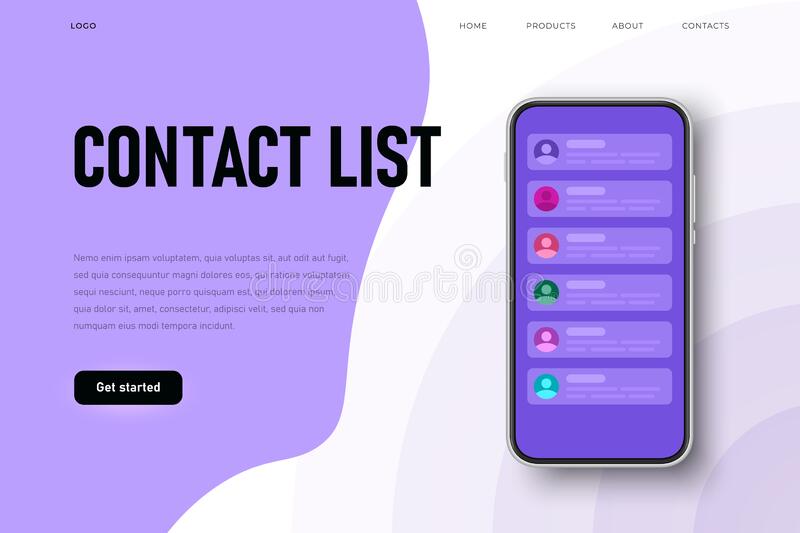 LOGO
HOME PRODUCTS ABOUT CONTACTS
CONTACT LIST
Nemo enim ipsam voluptatem, quia voluptas sit, aut odit aut fugit,
sed quia consequuntur magni dolores eos, qui ratione voluptatem
sequi nesciunt, neque porro quisquam est, qui dolorem ipsum,
quia dolor sit, amet, consectetur, adipisci velit, sed quia non
numquam eius modi tempora incidunt.
Get started
dreamstime